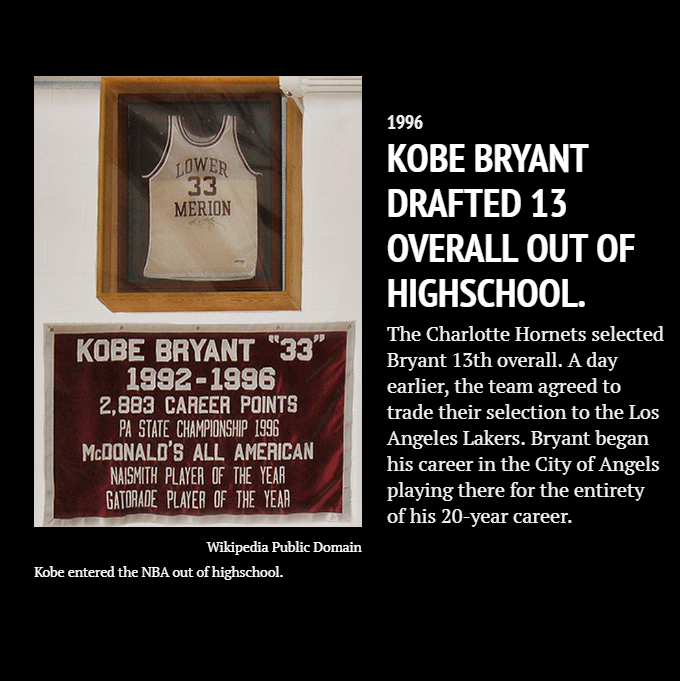 LOWER
33
MERION
KOBE BRYANT "33"
1992-1996
2,883 CAREER POINTS
PA STATE CHAMPIONSHIP 1996
McDONALD'S ALL AMERICAN
NAISMITH PLAYER OF THE YEAR
GATORADE PLAYER OF THE YEAR
Wikipedia Public Domain
Kobe entered the NBA out of highschool.
1996
KOBE BRYANT
DRAFTED 13
OVERALL OUT OF
HIGHSCHOOL.
The Charlotte Hornets selected
Bryant 13th overall. A day
earlier, the team agreed to
trade their selection to the Los
Angeles Lakers. Bryant began
his career in the City of Angels
playing there for the entirety
of his 20-year career.